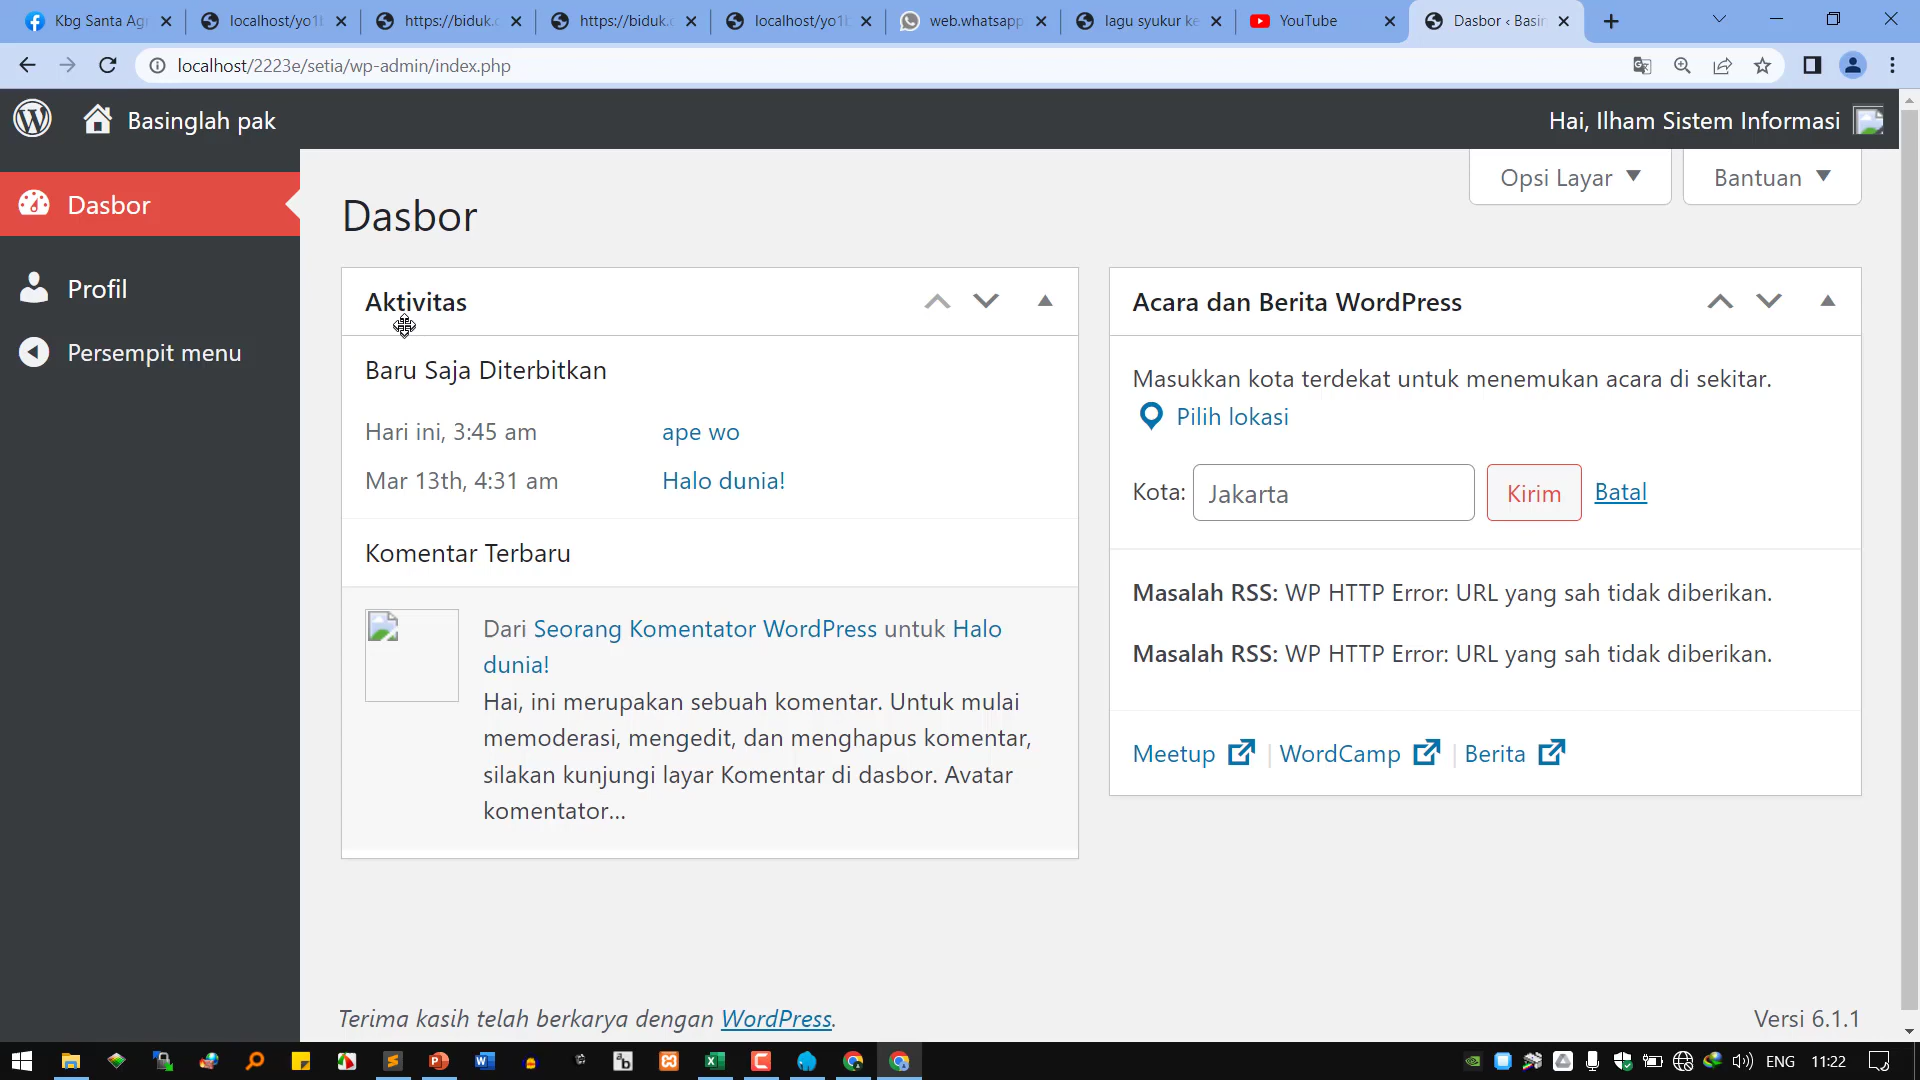 Kbg Santa Ag
localhost/yo1
https://biduk.
https://biduk.c
localhost/yo1
web.whatsapp
lagu syukur ke
YouTube
Dasbor ‹ Basin
localhost/2223e/setia/wp-admin/index.php
Basinglah pak
Hai, Ilham Sistem Informasi
Dasbor
Profil
Persempit menu
Opsi Layar
Bantuan
Dasbor
Aktivitas
Baru Saja Diterbitkan
Hari ini, 3:45 am ape wo
Mar 13th, 4:31 am Halo dunia!
Komentar Terbaru
Dari Seorang Komentator WordPress untuk Halo
dunia!
Hai, ini merupakan sebuah komentar. Untuk mulai
memoderasi, mengedit, dan menghapus komentar,
silakan kunjungi layar Komentar di dasbor. Avatar
komentator...
Acara dan Berita WordPress
Masukkan kota terdekat untuk menemukan acara di sekitar.
Pilih lokasi
Kota: Jakarta Kirim Batal
Masalah RSS: WP HTTP Error: URL yang sah tidak diberikan.
Masalah RSS: WP HTTP Error: URL yang sah tidak diberikan.
Meetup | WordCamp | Berita
Terima kasih telah berkarya dengan WordPress.
Versi 6.1.1
ENG
11:22